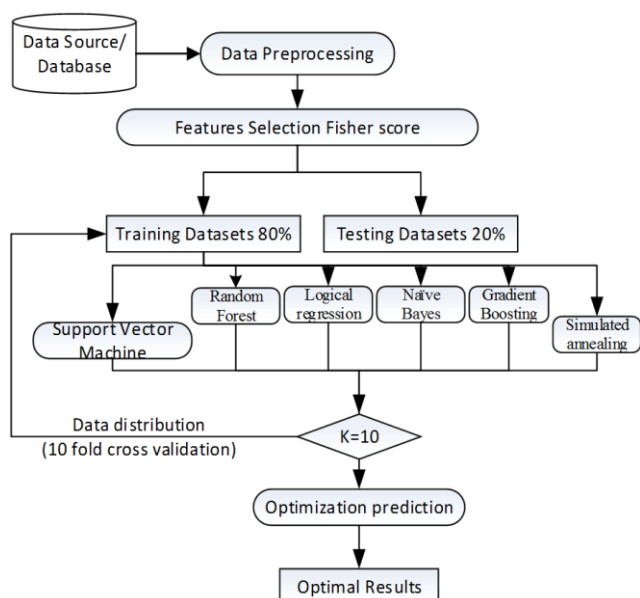 Data Source/
Database
Data Preprocessing
Features Selection Fisher score
Training Datasets 80%
Testing Datasets 20%
Support Vector
Machine
Random
Forest
Logical
regression
Naïve
Bayes
Gradient
Boosting
Simulated
annealing
Data distribution
(10 fold cross validation)
K=10
Optimization prediction
Optimal Results